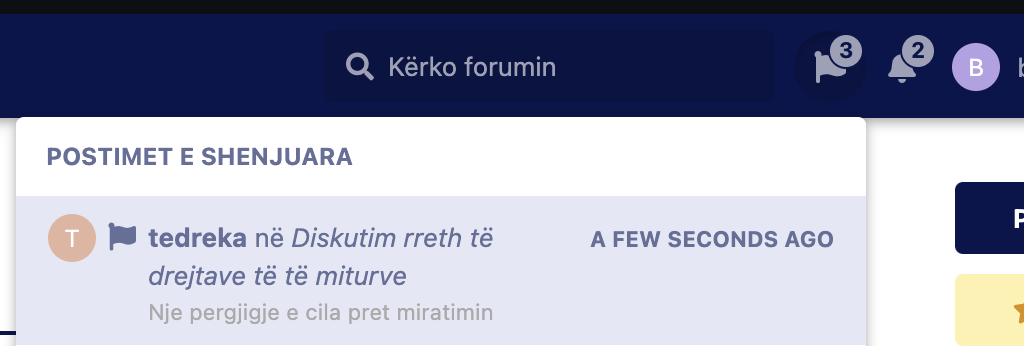 Kërko forumin
3
2
B
POSTIMET E SHENJUARA
T
tedreka në Diskutim rreth të
drejtave të të miturve
A FEW SECONDS AGO
Nje pergjigje e cila pret miratimin